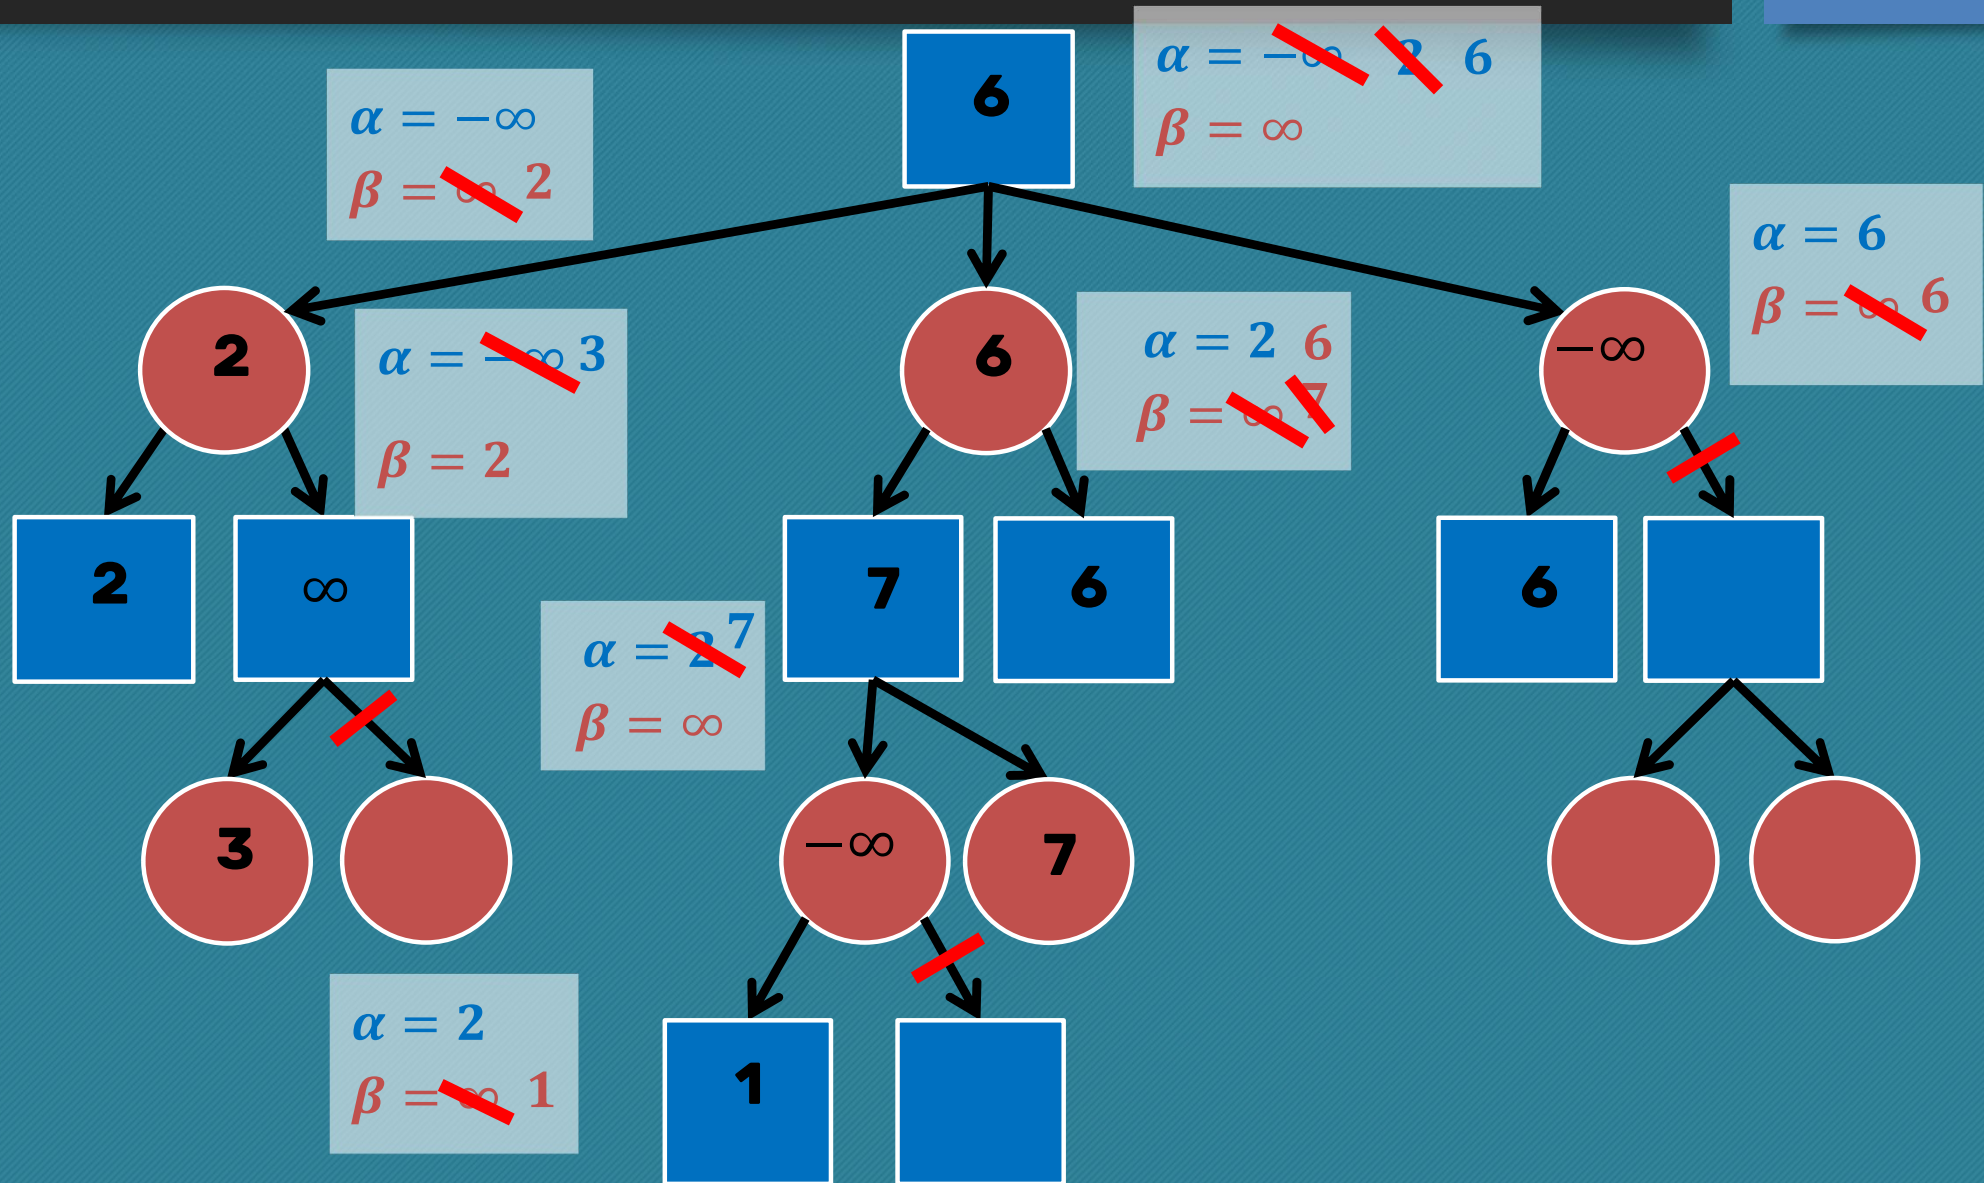 6
α = −∞ 2 6
β = ∞
α = −∞
β = ∞ 2
α = 6
β = ∞ 6
2
α = −∞ 3
β = 2
6
α = 2 6
β = ∞ 7
−∞
2
∞
7
6
6
α = 2 7
β = ∞
3
−∞
7
α = 2
β = ∞ 1
1